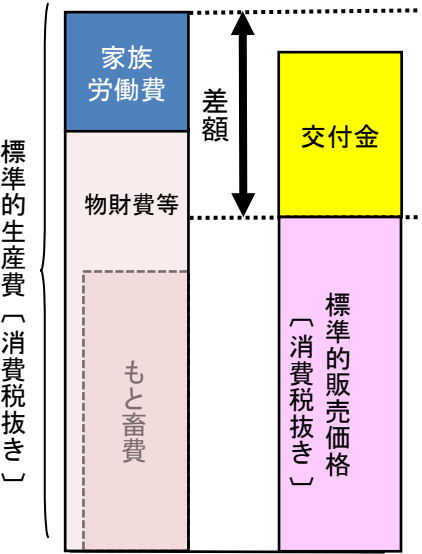 標準的生産費〔消費税抜き〕
家族
労働費
物財費等
もと畜費
差額
交付金
標準的販売価格
〔消費税抜き〕